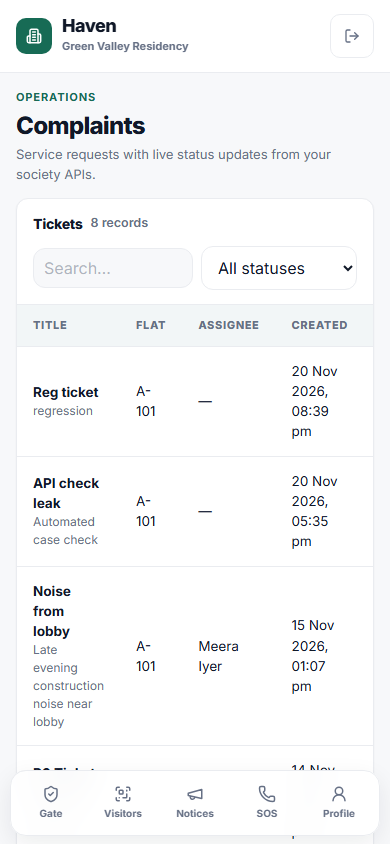 Haven
Green Valley Residency
OPERATIONS
Complaints
Service requests with live status updates from your
society APIs.
Tickets 8 records
Search... All statuses
TITLE FLAT ASSIGNEE CREATED
Reg ticket
regression
A-
101
—
20 Nov
2026,
08:39
pm
API check
leak
Automated
case check
A-
101
—
20 Nov
2026,
05:35
pm
Noise
from
lobby
Late
evening
construction
noise near
lobby
A-
101
Meera
Iyer
15 Nov
2026,
01:07
pm
14 Nov
Gate Visitors Notices SOS Profile